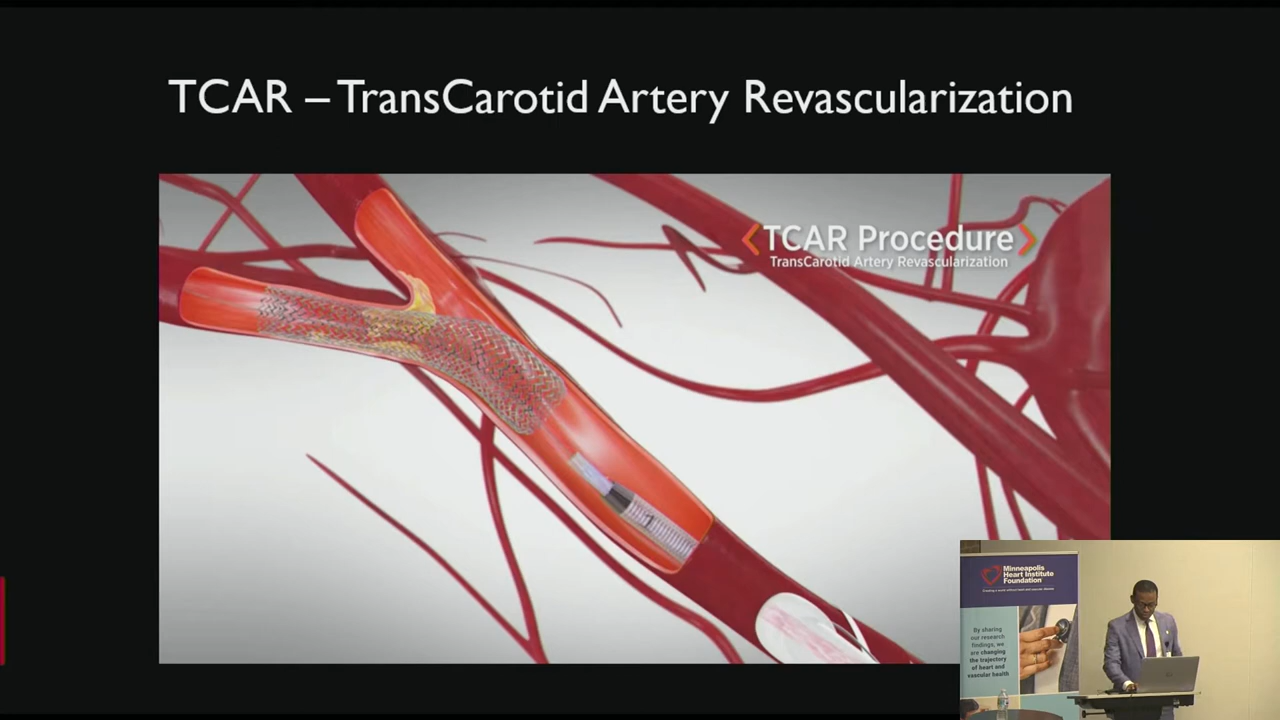 TCAR – TransCarotid Artery Revascularization
<TCAR Procedure>
TransCarotid Artery Revascularization
Minneapolis
Heart Institute
Foundation
By sharing
our research
findings, we
are changing
the trajectory
of heart and
vascular health